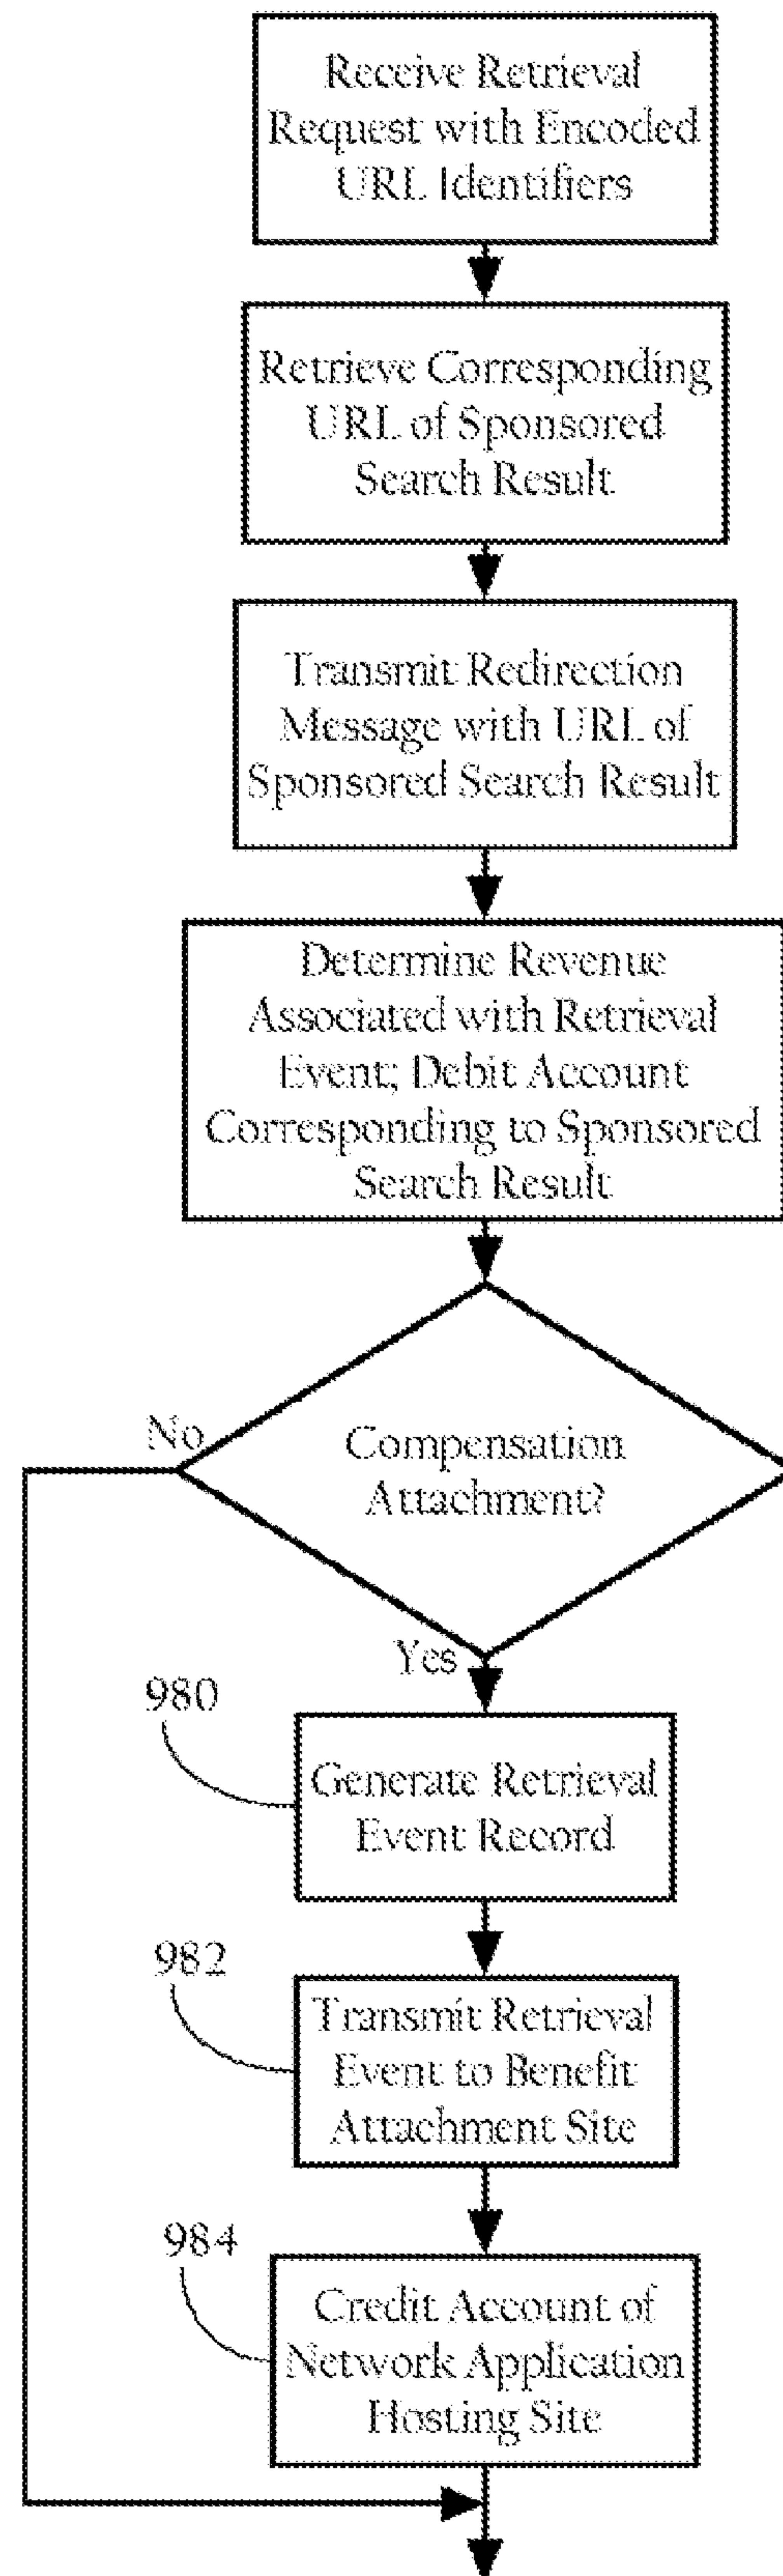 Receive Retrieval
Request with Encoded
URL Identifiers
Retrieve Corresponding
URL of Sponsored
Search Result
Transmit Redirection
Message with URL of
Sponsored Search Result
Determine Revenue
Associated with Retrieval
Event; Debit Account
Corresponding to Sponsored
Search Result
No
Compensation
Attachment?
Yes
980
Generate Retrieval
Event Record
982
Transmit Retrieval
Event to Benefit
Attachment Site
984
Credit Account of
Network Application
Hosting Site